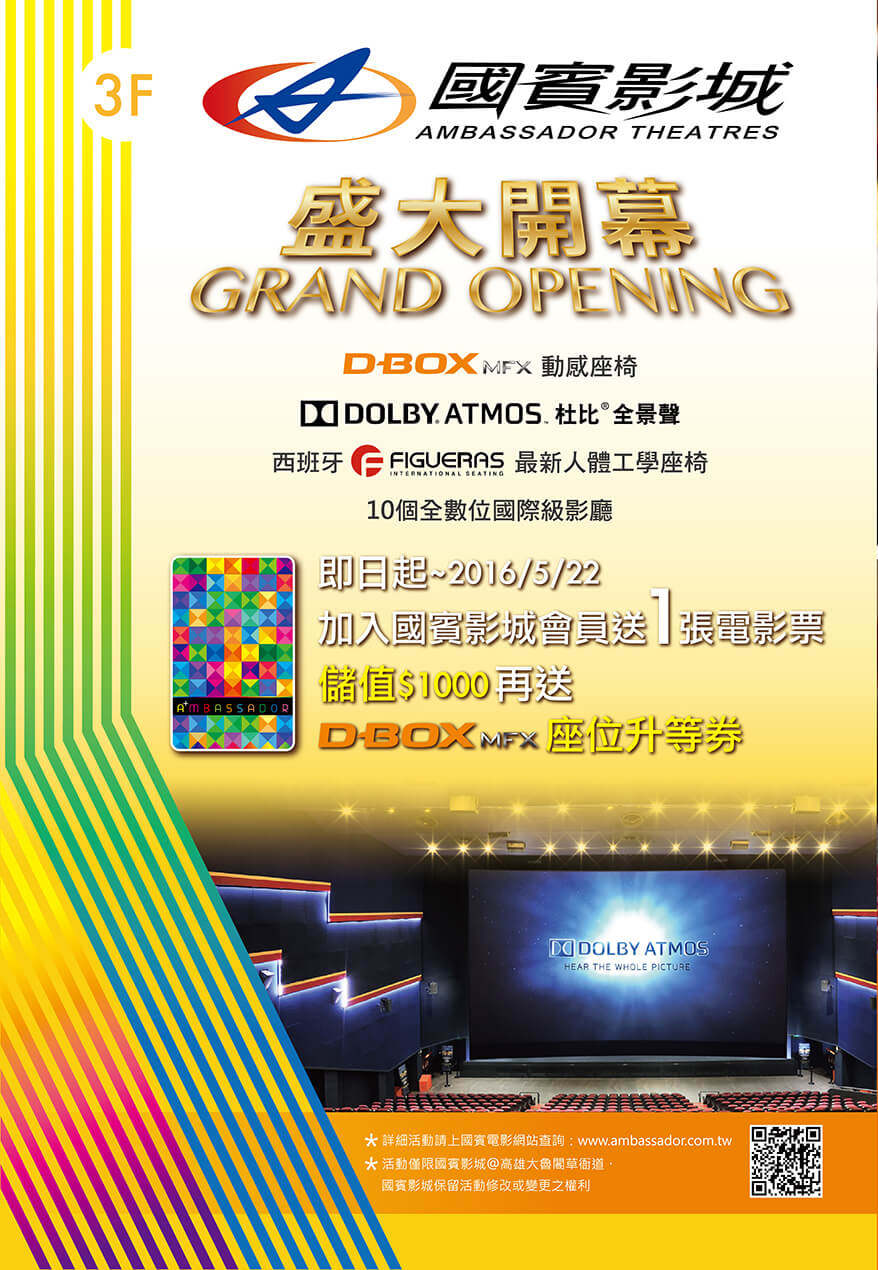 3F
國賓影城
AMBASSADOR THEATRES
盛大開幕
GRAND OPENING
D-BOX MFX 動感座椅
DOLBY ATMOS 杜比®全景聲
西班牙 FIGUERAS INTERNATIONAL SEATING 最新人體工學座椅
10個全數位國際級影廳
即日起~2016/5/22
加入國賓影城會員送1張電影票
儲值$1000再送
D-BOX MFX 座位升等券
A+MBASSADOR
DOLBY ATMOS
HEAR THE WHOLE PICTURE
★ 詳細活動請上國賓電影網站查詢：www.ambassador.com.tw
★ 活動僅限國賓影城@高雄大魯閣草衙道，
國賓影城保留活動修改或變更之權利